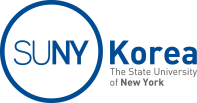 SUNY Korea
The State University
of New York